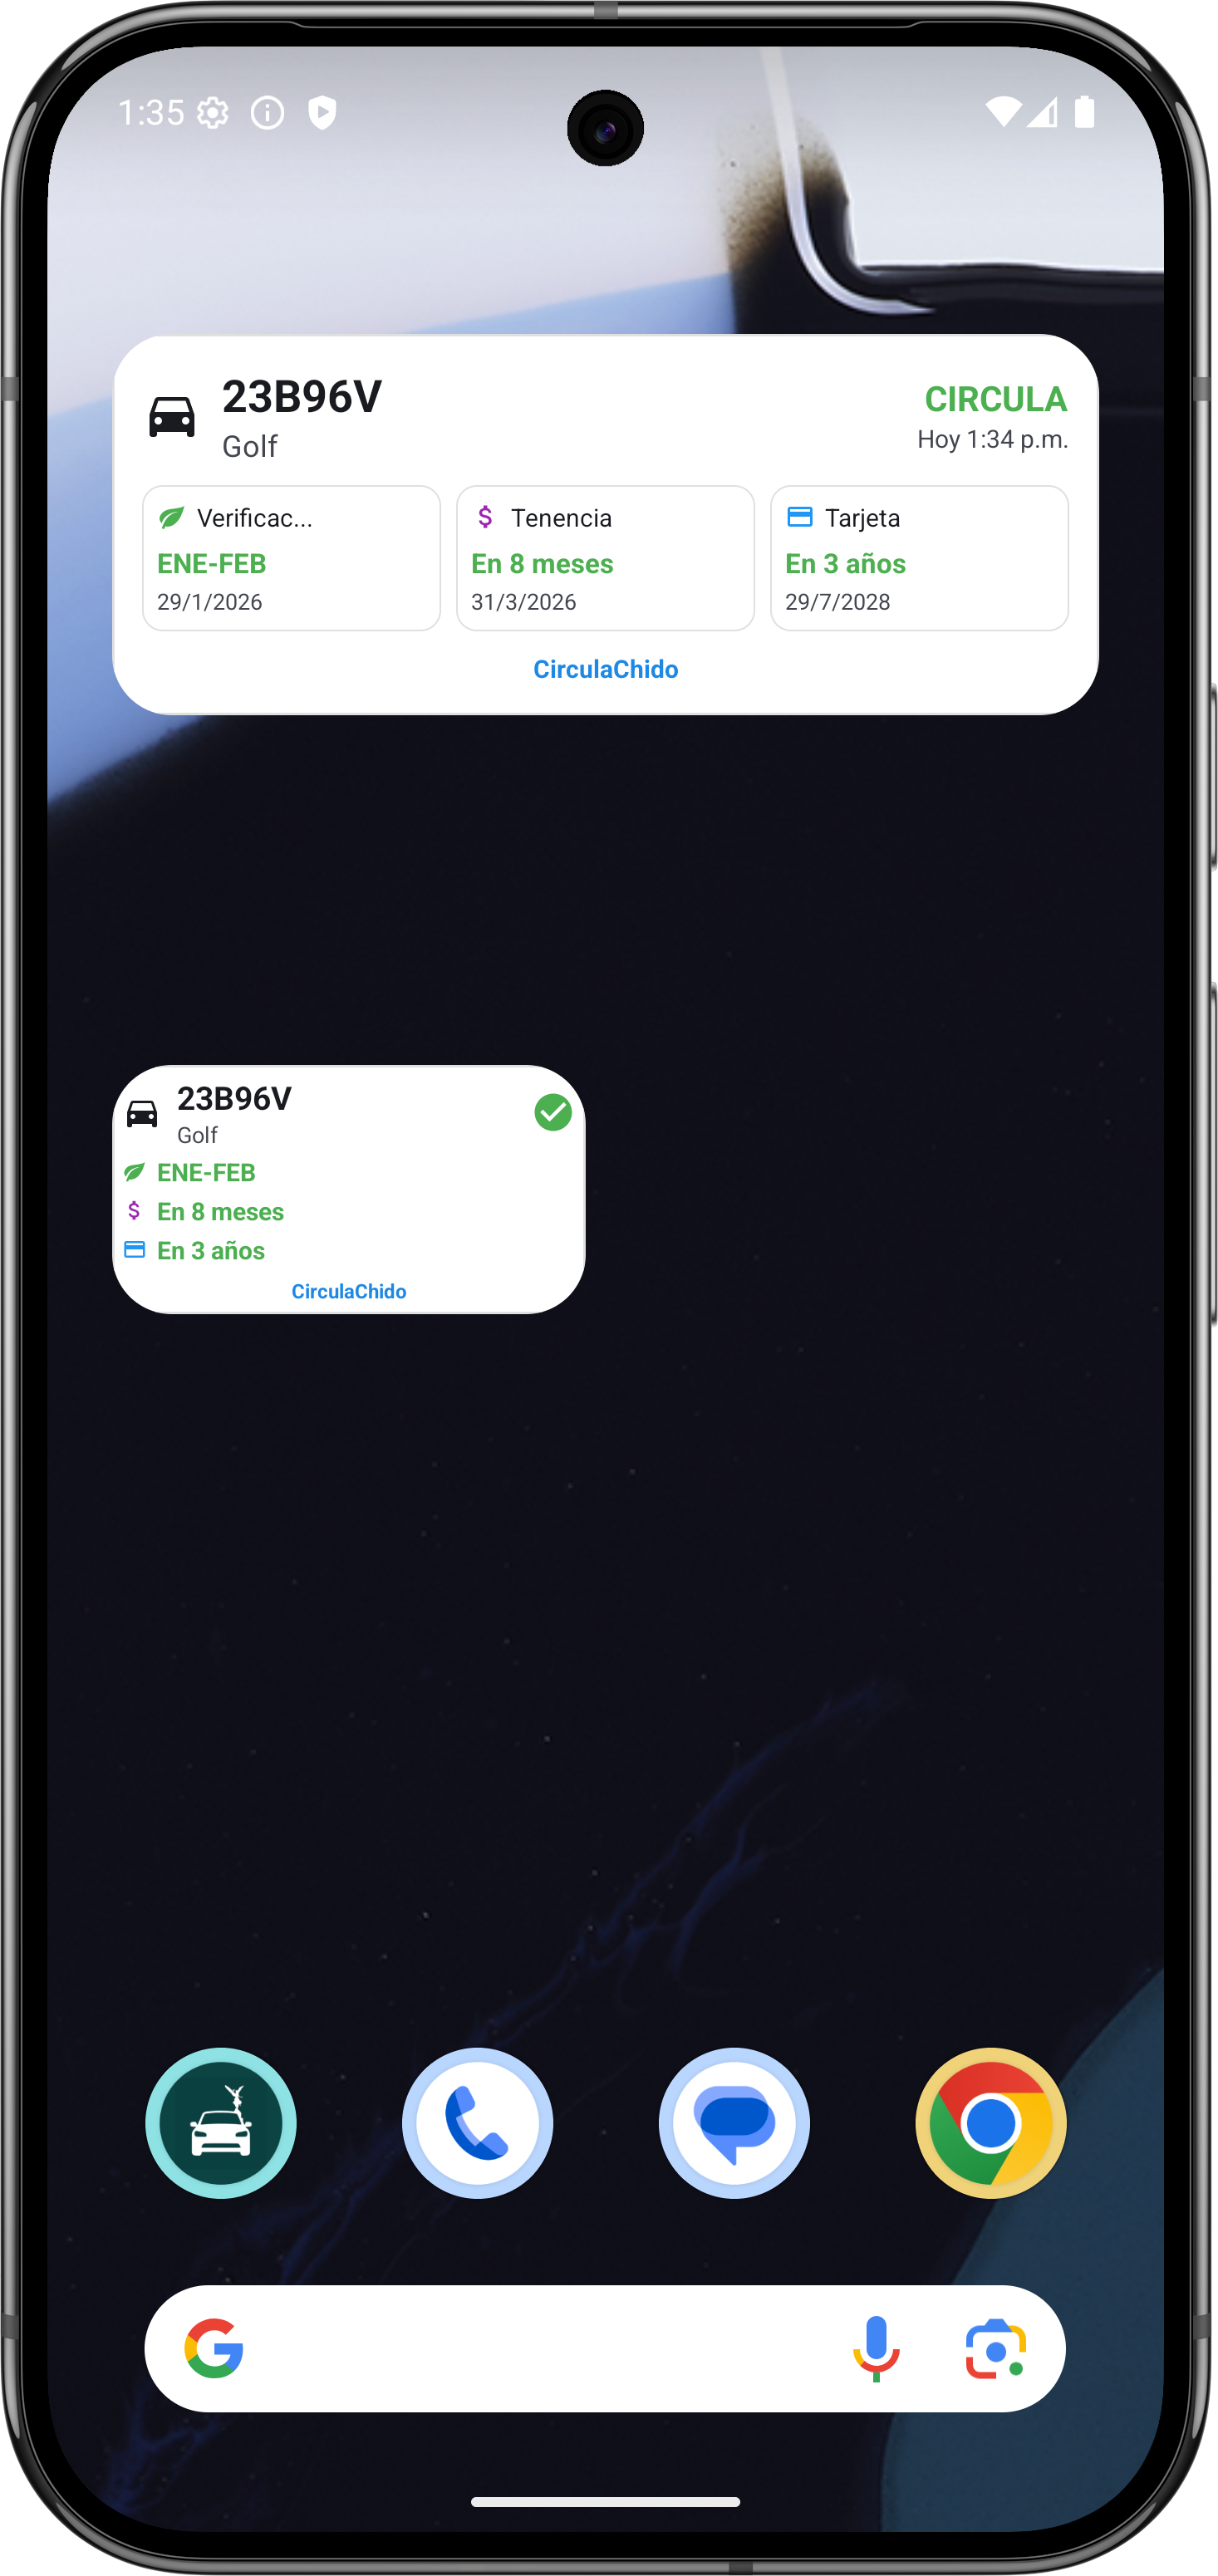 1:35
23B96V
Golf
CIRCULA
Hoy 1:34 p.m.
Verificac...
ENE-FEB
29/1/2026
$ Tenencia
En 8 meses
31/3/2026
Tarjeta
En 3 años
29/7/2028
CirculaChido
23B96V
Golf
ENE-FEB
$ En 8 meses
En 3 años
CirculaChido
G